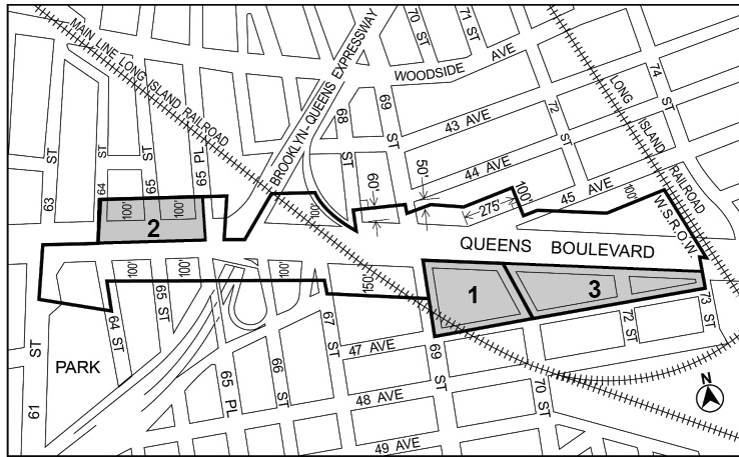 MAIN LINE LONG ISLAND RAILROAD
BROOKLYN-QUEENS EXPRESSWAY
70 ST
71 ST
WOODSIDE AVE
LONG ISLAND RAILROAD
74 ST
63 ST
64 ST
65 ST
65 PL
68 ST
69 ST
43 AVE
72 ST
44 AVE
45 AVE
100'
100'
2
100'
60'
50'
275'
100'
100'
W.S.R.O.W.
QUEENS BOULEVARD
100'
100'
100'
150'
1
3
73 ST
64 ST
65 ST
65 PL
66 ST
67 ST
69 ST
70 ST
72 ST
47 AVE
48 AVE
49 AVE
PARK
61 ST
N